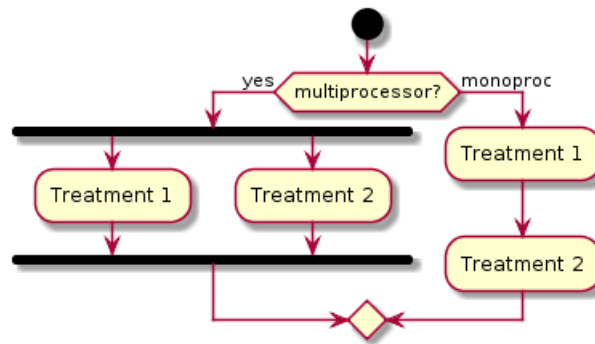 yes
multiprocessor?
monoproc
Treatment 1
Treatment 2
Treatment 1
Treatment 2